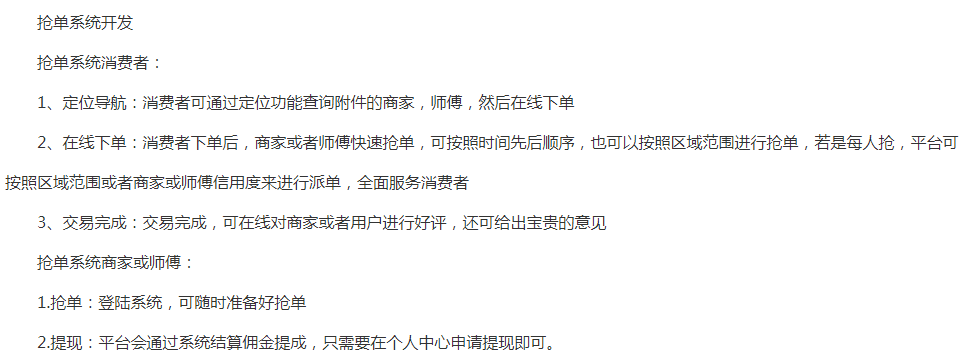 抢单系统开发
抢单系统消费者：
1、定位导航：消费者可通过定位功能查询附件的商家，师傅，然后在线下单
2、在线下单：消费者下单后，商家或者师傅快速抢单，可按照时间先后顺序，也可以按照区域范围进行抢单，若是每人抢，平台可
按照区域范围或者商家或师傅信用度来进行派单，全面服务消费者
3、交易完成：交易完成，可在线对商家或者用户进行好评，还可给出宝贵的意见
抢单系统商家或师傅：
1.抢单：登陆系统，可随时准备好抢单
2.提现：平台会通过系统结算佣金提成，只需要在个人中心申请提现即可。